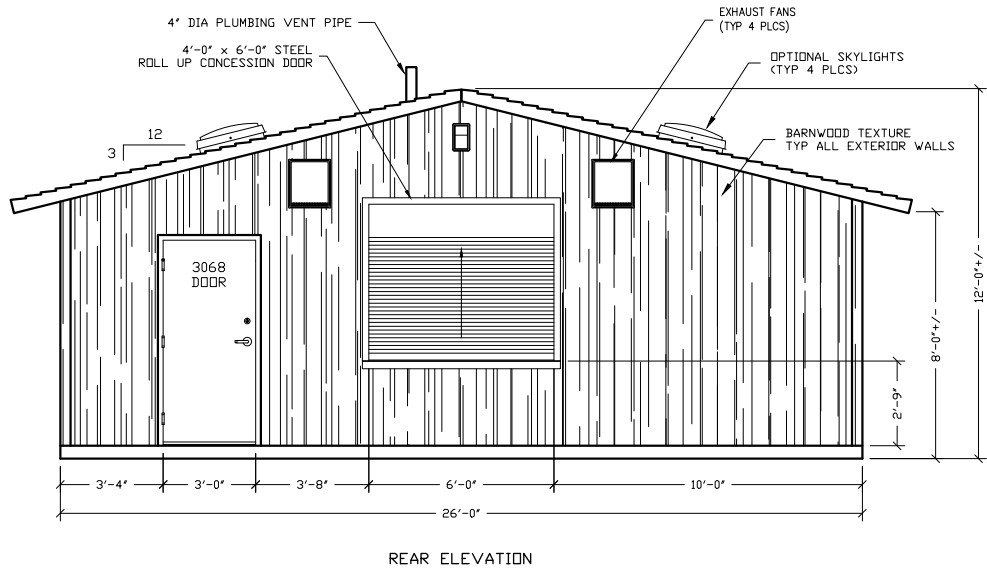 EXHAUST FANS
(TYP 4 PLCS)
4" DIA PLUMBING VENT PIPE
4'-0" x 6'-0" STEEL
ROLL UP CONCESSION DOOR
OPTIONAL SKYLIGHTS
(TYP 4 PLCS)
12
3
BARNWOOD TEXTURE
TYP ALL EXTERIOR WALLS
3068
DOOR
12'-0"+/-
8'-0"+/-
2'-9"
3'-4"
3'-0"
3'-8"
6'-0"
10'-0"
26'-0"
REAR ELEVATION